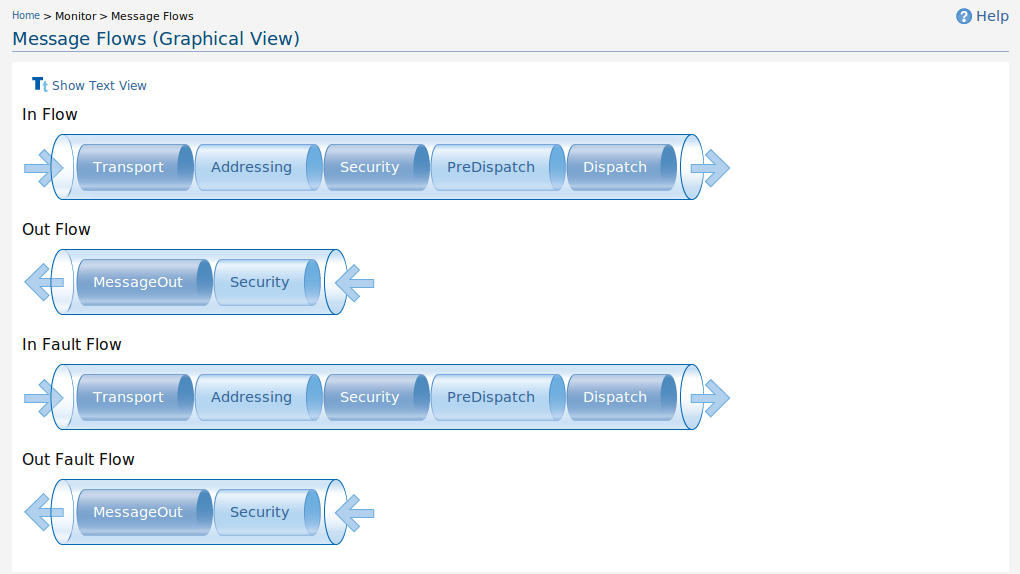 Home > Monitor > Message Flows
Help
Message Flows (Graphical View)
Show Text View
In Flow
Transport Addressing Security PreDispatch Dispatch
Out Flow
MessageOut Security
In Fault Flow
Transport Addressing Security PreDispatch Dispatch
Out Fault Flow
MessageOut Security